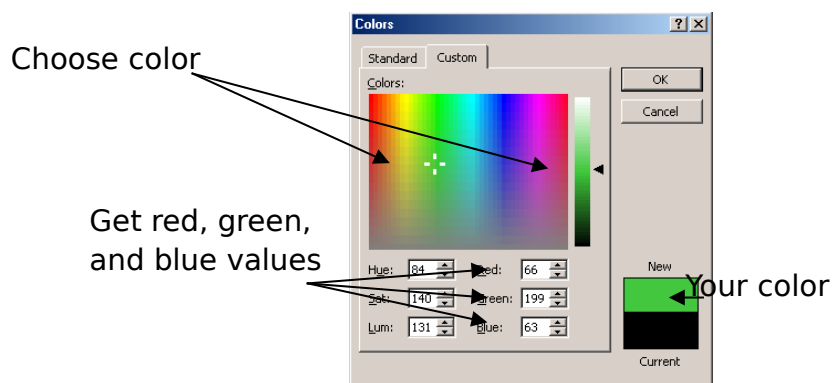 Colors
Standard Custom
Colors:
OK
Cancel
Choose color
Get red, green,
and blue values
Hue: 84 Red: 66
Sat: 140 Green: 199
Lum: 131 Blue: 63
New
Your color
Current